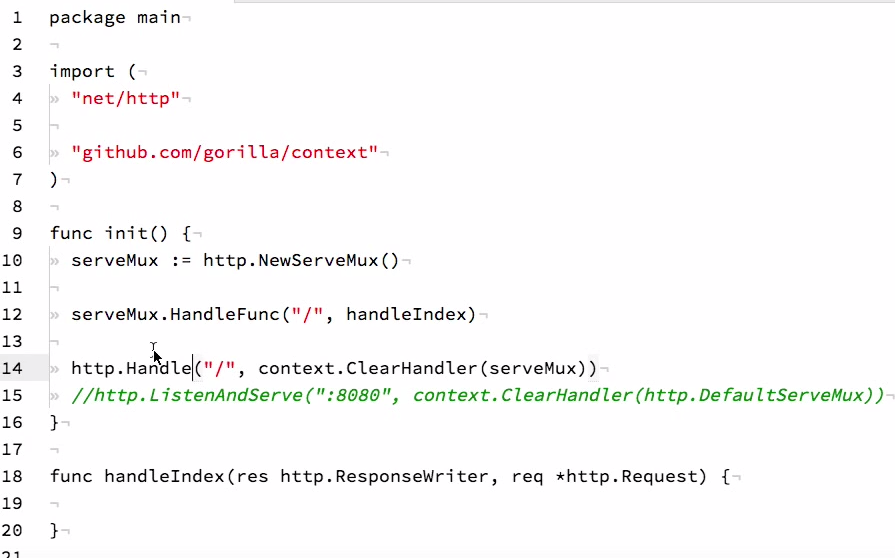 1 package main¬
2 ¬
3 import (¬
4 » "net/http"¬
5 ¬
6 » "github.com/gorilla/context"¬
7 )¬
8 ¬
9 func init() {¬
10 » serveMux := http.NewServeMux()¬
11 ¬
12 » serveMux.HandleFunc("/", handleIndex)¬
13 ¬
14 » http.Handle("/", context.ClearHandler(serveMux))¬
15 » //http.ListenAndServe(":8080", context.ClearHandler(http.DefaultServeMux))¬
16 }¬
17 ¬
18 func handleIndex(res http.ResponseWriter, req *http.Request) {¬
19 ¬
20 }¬
21